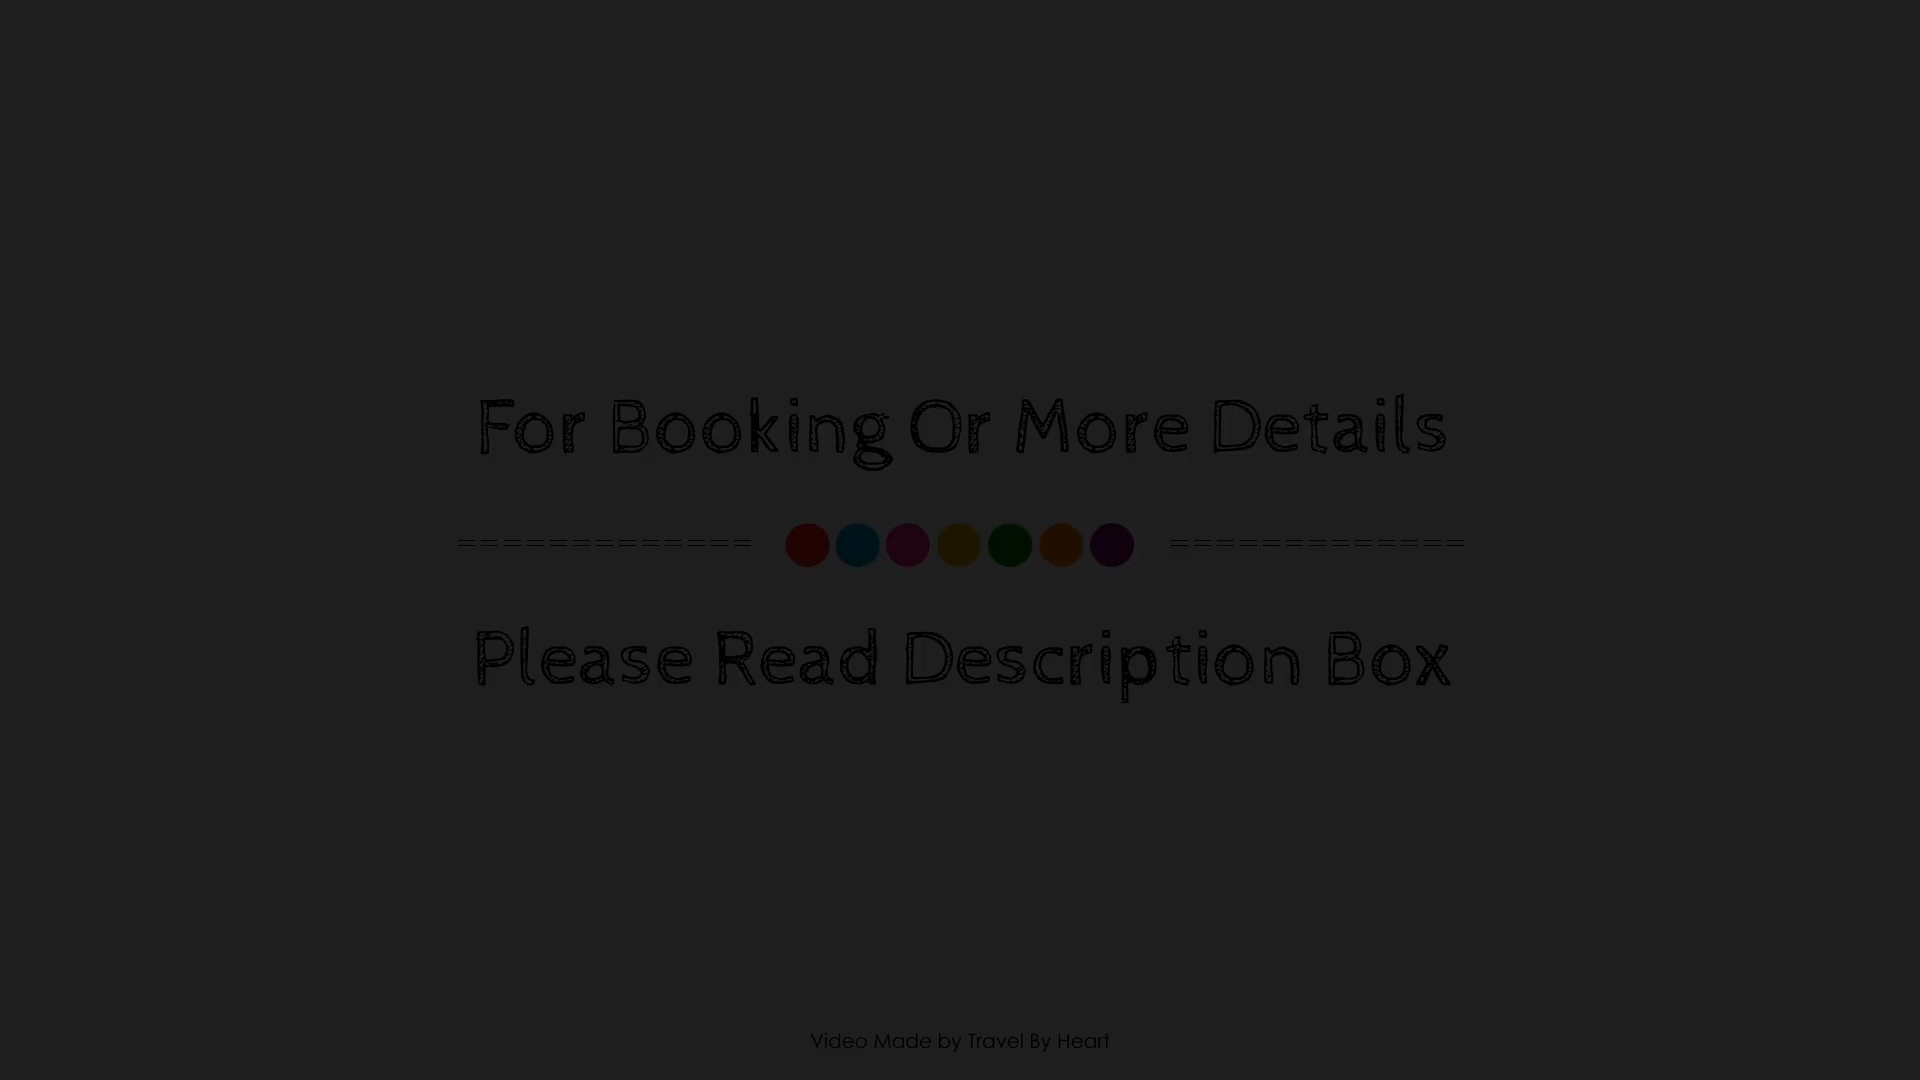 For Booking Or More Details
============= =============
Please Read Description Box
Video Made by Travel By Heart